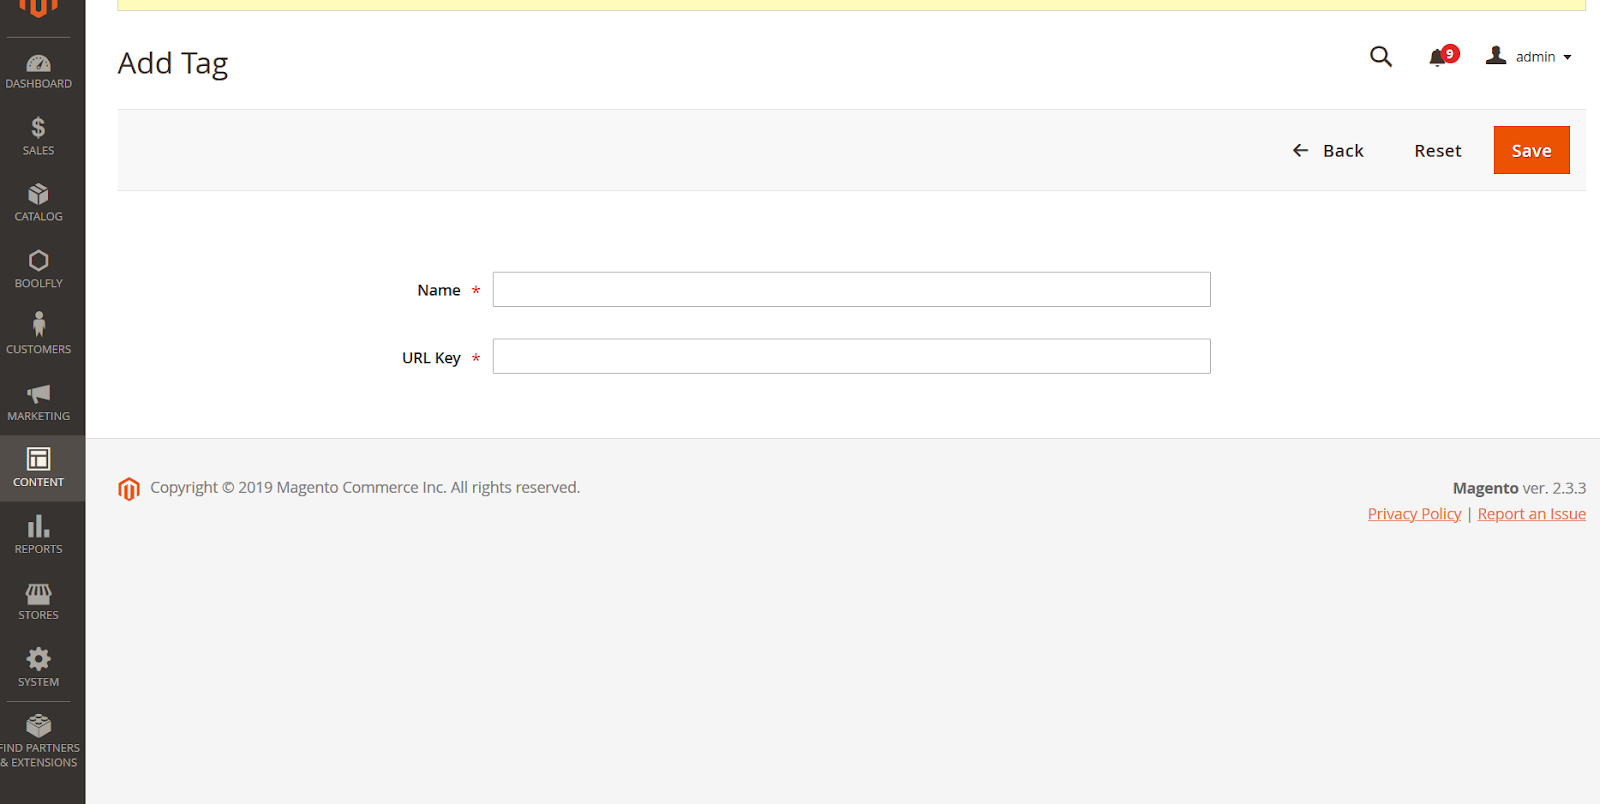 Add Tag
9
admin
DASHBOARD
$
SALES
CATALOG
BOOLFLY
CUSTOMERS
MARKETING
CONTENT
REPORTS
STORES
SYSTEM
FIND PARTNERS
& EXTENSIONS
Back Reset Save
Name *
URL Key *
Copyright © 2019 Magento Commerce Inc. All rights reserved.
Magento ver. 2.3.3
Privacy Policy | Report an Issue